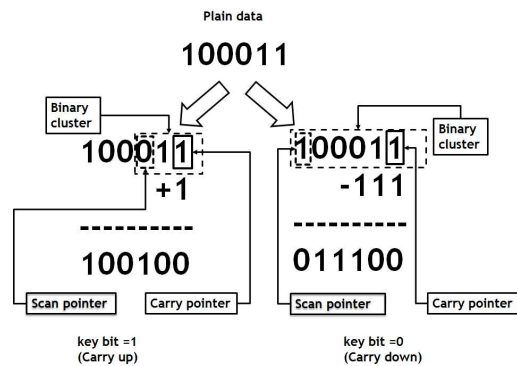 Plain data
100011
Binary
cluster
100011
+1
----------
100100
Scan pointer
Carry pointer
key bit =1
(Carry up)
100011
Binary
cluster
-111
----------
011100
Scan pointer
Carry pointer
key bit =0
(Carry down)